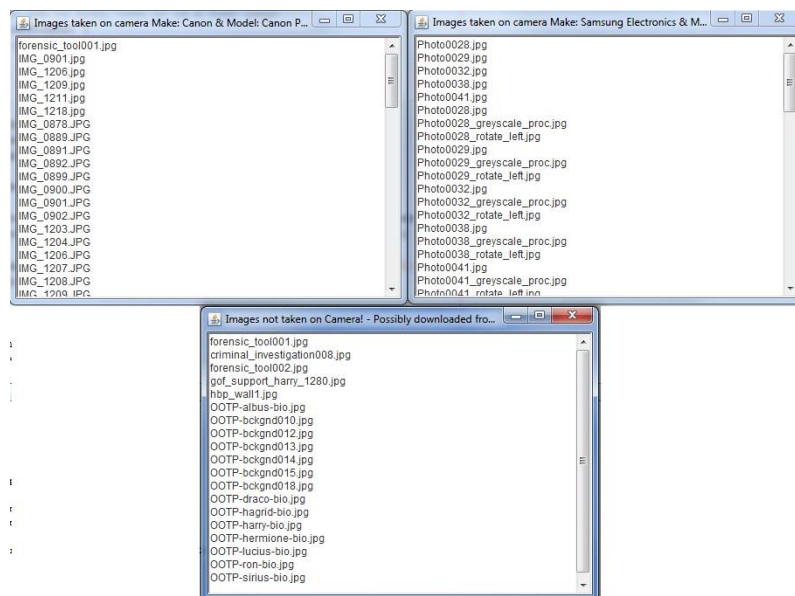 Images taken on camera Make: Canon & Model: Canon P...
forensic_tool001.jpg
IMG_0901.jpg
IMG_1206.jpg
IMG_1209.jpg
IMG_1211.jpg
IMG_1218.jpg
IMG_0878.JPG
IMG_0889.JPG
IMG_0891.JPG
IMG_0892.JPG
IMG_0899.JPG
IMG_0900.JPG
IMG_0901.JPG
IMG_0902.JPG
IMG_1203.JPG
IMG_1204.JPG
IMG_1206.JPG
IMG_1207.JPG
IMG_1208.JPG
IMG_1209.JPG
Images taken on camera Make: Samsung Electronics & M...
Photo0028.jpg
Photo0029.jpg
Photo0032.jpg
Photo0038.jpg
Photo0041.jpg
Photo0028.jpg
Photo0028_greyscale_proc.jpg
Photo0028_rotate_left.jpg
Photo0029.jpg
Photo0029_greyscale_proc.jpg
Photo0029_rotate_left.jpg
Photo0032.jpg
Photo0032_greyscale_proc.jpg
Photo0032_rotate_left.jpg
Photo0038.jpg
Photo0038_greyscale_proc.jpg
Photo0038_rotate_left.jpg
Photo0041.jpg
Photo0041_greyscale_proc.jpg
Photo0041_rotate_left.jpg
Images not taken on Camera! - Possibly downloaded fro...
forensic_tool001.jpg
criminal_investigation008.jpg
forensic_tool002.jpg
gof_support_harry_1280.jpg
hbp_wall1.jpg
OOTP-albus-bio.jpg
OOTP-bckgnd010.jpg
OOTP-bckgnd012.jpg
OOTP-bckgnd013.jpg
OOTP-bckgnd014.jpg
OOTP-bckgnd015.jpg
OOTP-bckgnd018.jpg
OOTP-draco-bio.jpg
OOTP-hagrid-bio.jpg
OOTP-harry-bio.jpg
OOTP-hermione-bio.jpg
OOTP-lucius-bio.jpg
OOTP-ron-bio.jpg
OOTP-sirius-bio.jpg